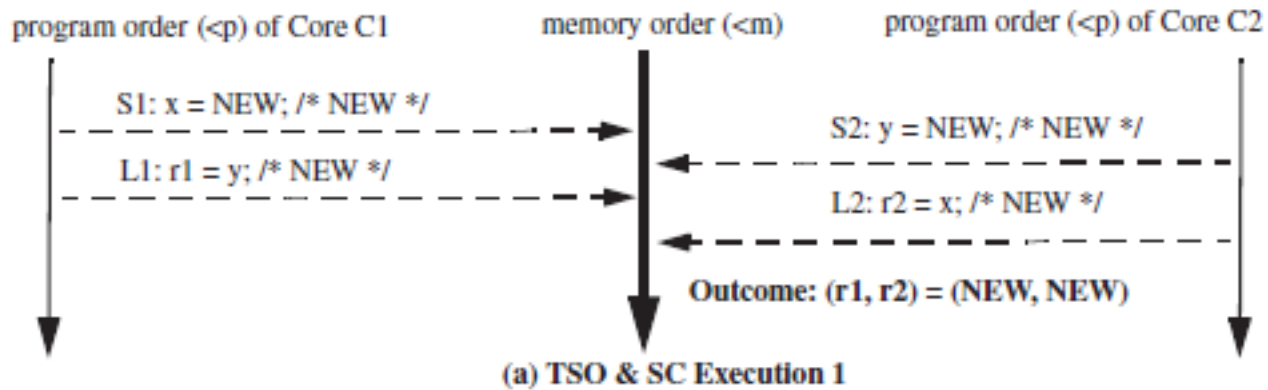 program order (<p) of Core C1 memory order (<m) program order (<p) of Core C2
S1: x = NEW; /* NEW */
S2: y = NEW; /* NEW */
L1: r1 = y; /* NEW */
L2: r2 = x; /* NEW */
Outcome: (r1, r2) = (NEW, NEW)
(a) TSO & SC Execution 1